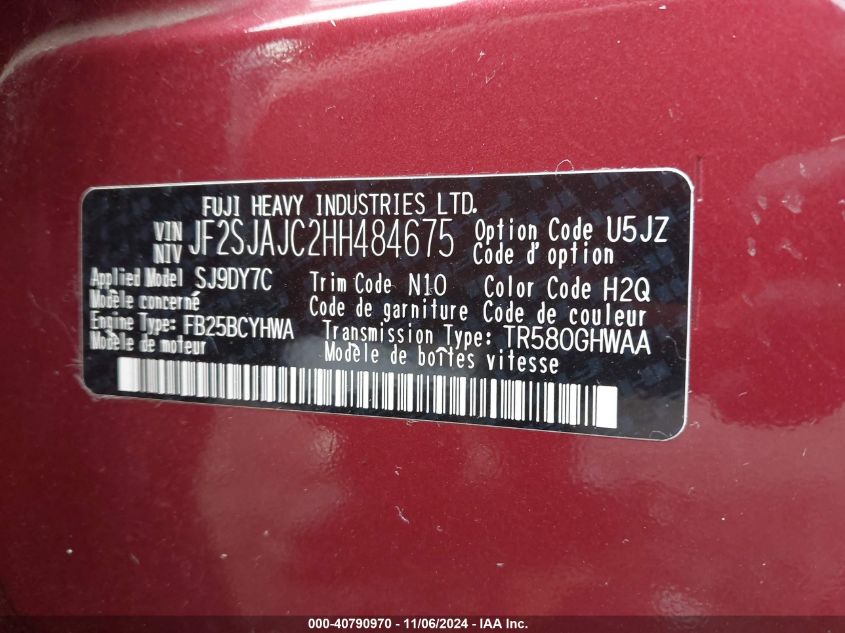 FUJI HEAVY INDUSTRIES LTD.
VIN NIV JF2SJAJC2HH484675 Option Code U5JZ
Code d'option
Applied Model SJ9DY7C Trim Code N10 Color Code H2Q
Modèle concerné Code de garniture Code de couleur
Engine Type: FB25BCYHWA Transmission Type: TR580GHWAA
Modèle de moteur Modèle de boîtes vitesse
000-40790970 - 11/06/2024 - IAA Inc.